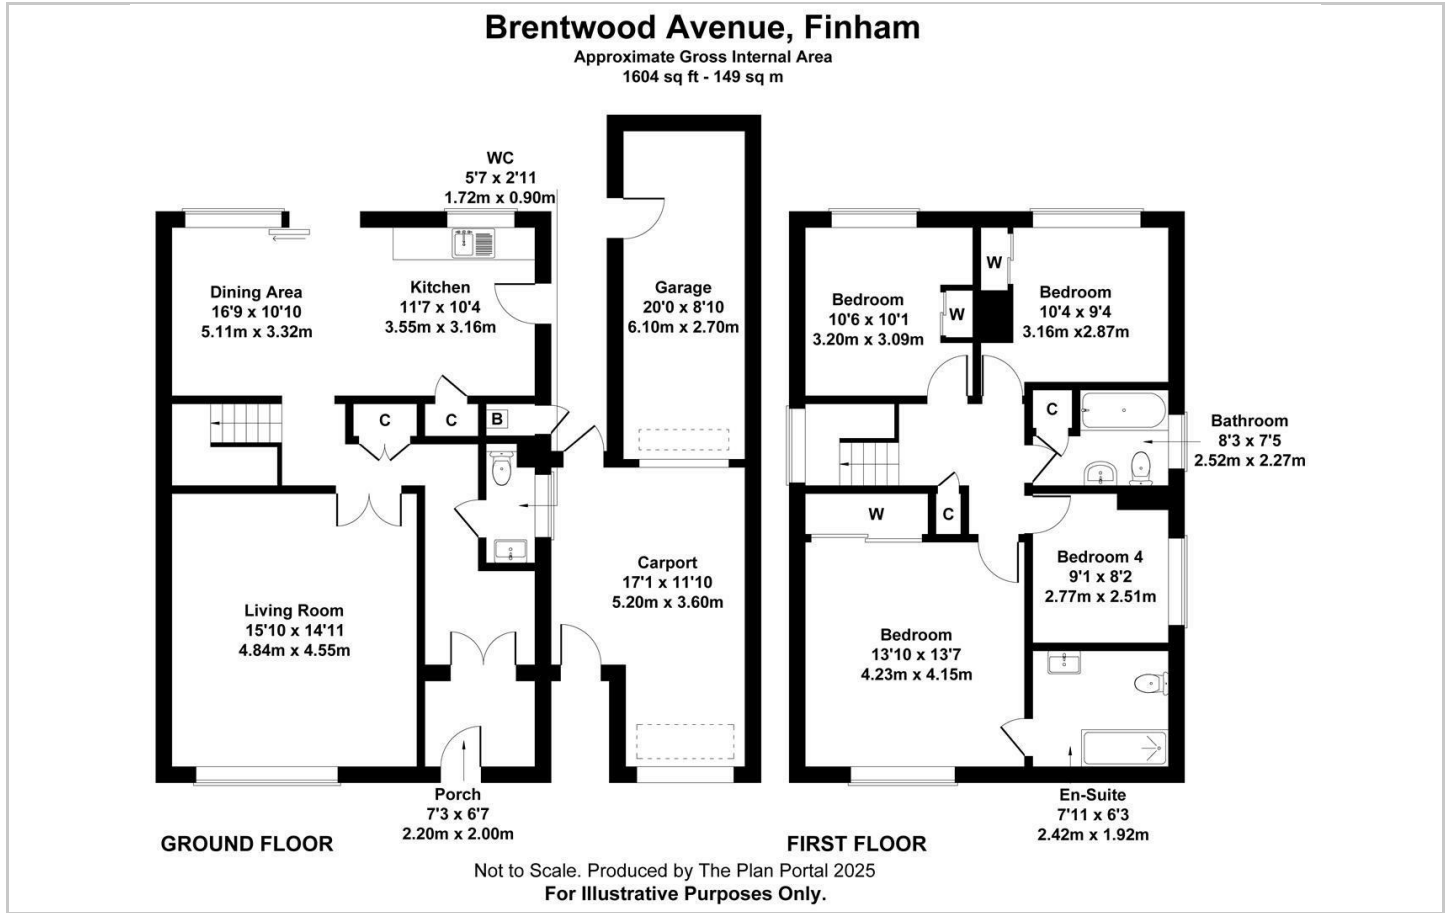 Brentwood Avenue, Finham
Approximate Gross Internal Area
1604 sq ft - 149 sq m
WC
5'7 x 2'11
1.72m x 0.90m
Dining Area
16'9 x 10'10
5.11m x 3.32m
Kitchen
11'7 x 10'4
3.55m x 3.16m
Garage
20'0 x 8'10
6.10m x 2.70m
C
C
B
Living Room
15'10 x 14'11
4.84m x 4.55m
Carport
17'1 x 11'10
5.20m x 3.60m
Porch
7'3 x 6'7
2.20m x 2.00m
GROUND FLOOR
Bedroom
10'6 x 10'1
3.20m x 3.09m
W
W
Bedroom
10'4 x 9'4
3.16m x2.87m
C
Bathroom
8'3 x 7'5
2.52m x 2.27m
W
C
Bedroom 4
9'1 x 8'2
2.77m x 2.51m
Bedroom
13'10 x 13'7
4.23m x 4.15m
En-Suite
7'11 x 6'3
2.42m x 1.92m
FIRST FLOOR
Not to Scale. Produced by The Plan Portal 2025
For Illustrative Purposes Only.